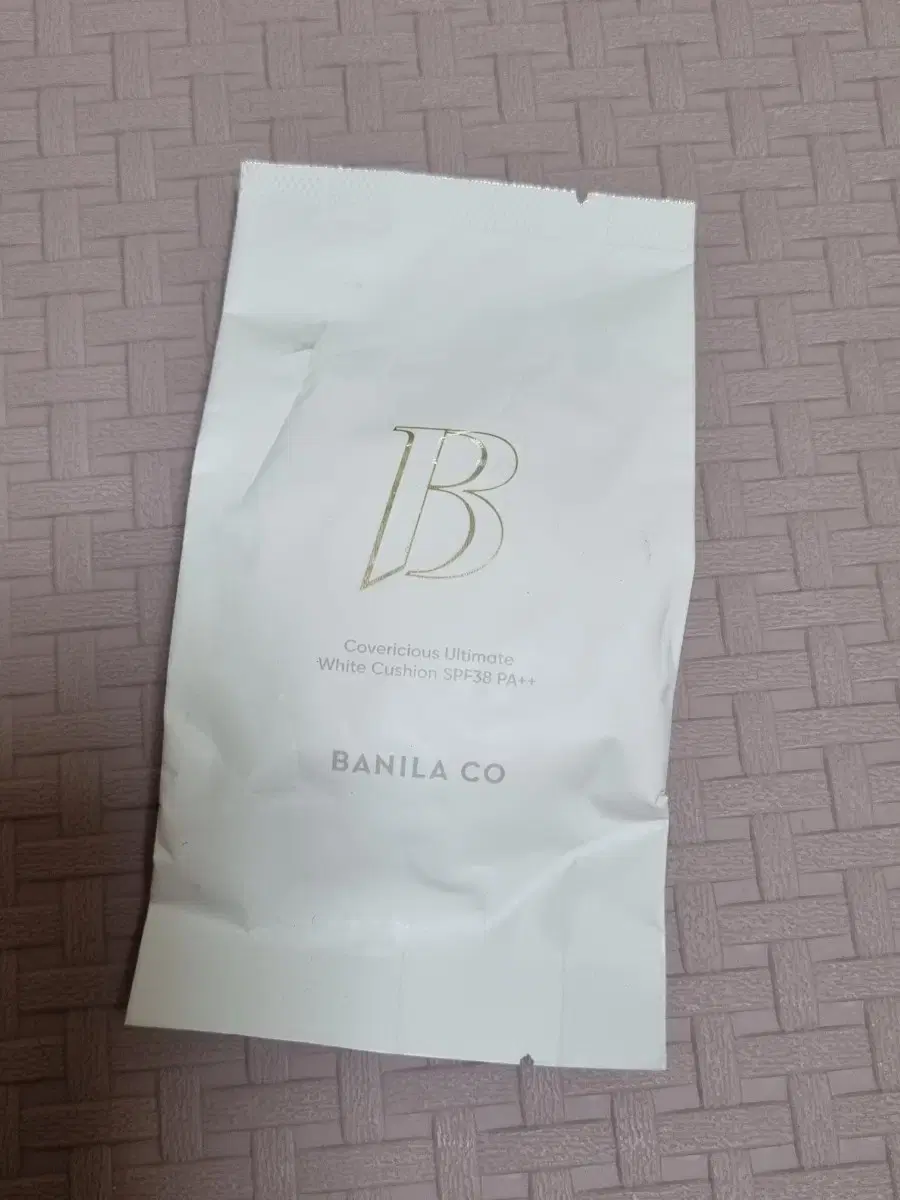 B
Covericious Ultimate
White Cushion SPF38 PA++
BANILA CO